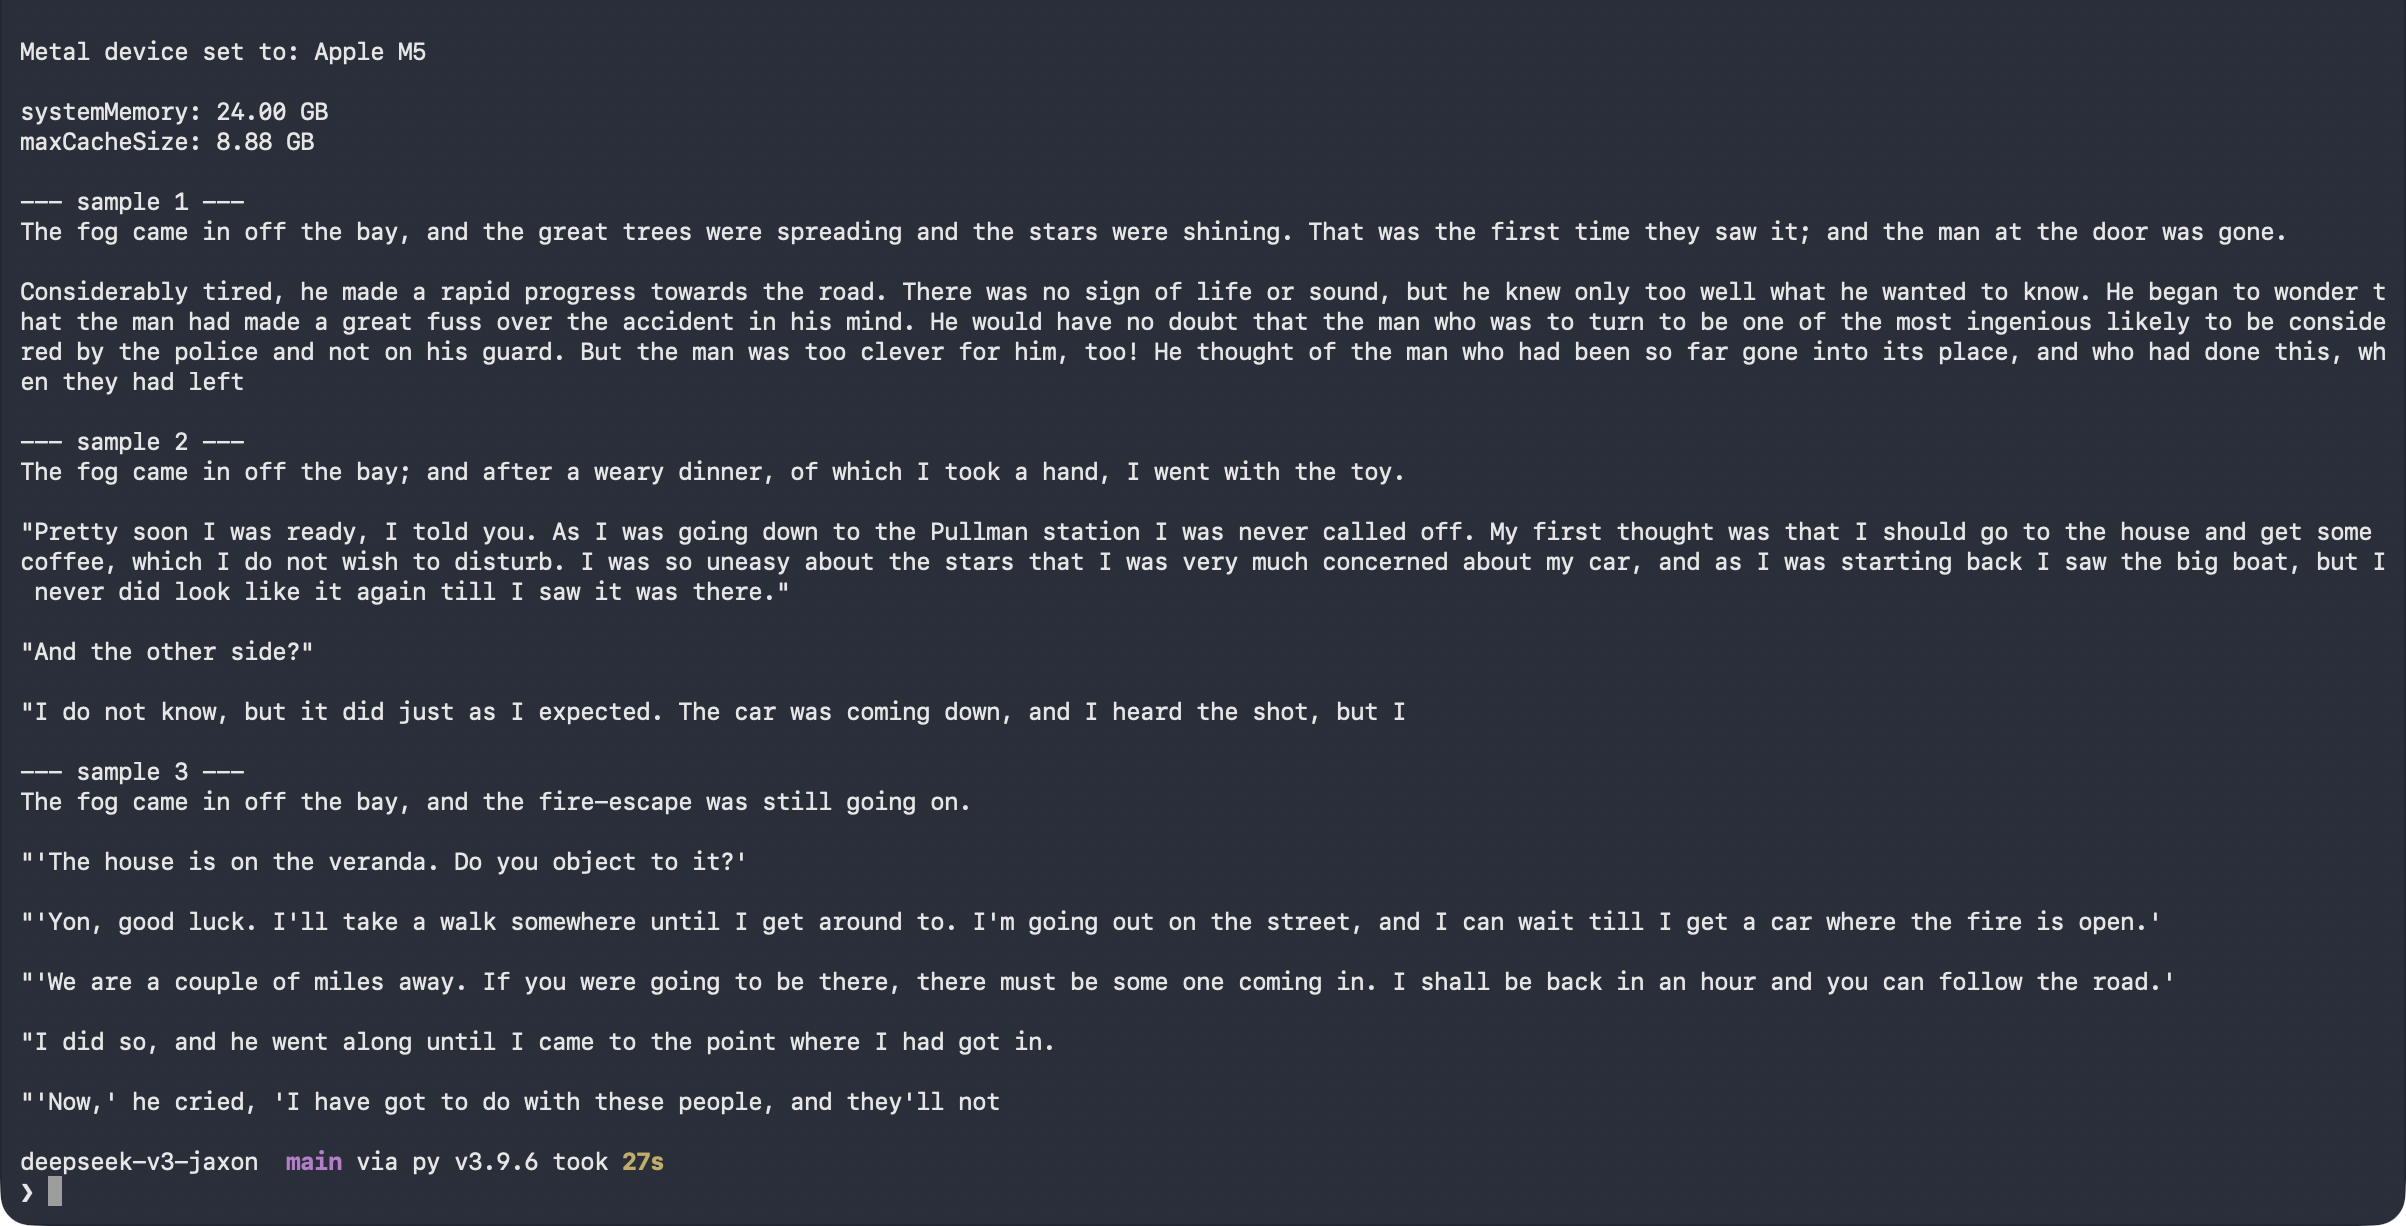 Metal device set to: Apple M5
systemMemory: 24.00 GB
maxCacheSize: 8.88 GB
--- sample 1 ---
The fog came in off the bay, and the great trees were spreading and the stars were shining. That was the first time they saw it; and the man at the door was gone.
Considerably tired, he made a rapid progress towards the road. There was no sign of life or sound, but he knew only too well what he wanted to know. He began to wonder t
hat the man had made a great fuss over the accident in his mind. He would have no doubt that the man who was to turn to be one of the most ingenious likely to be conside
red by the police and not on his guard. But the man was too clever for him, too! He thought of the man who had been so far gone into its place, and who had done this, wh
en they had left
--- sample 2 ---
The fog came in off the bay; and after a weary dinner, of which I took a hand, I went with the toy.
"Pretty soon I was ready, I told you. As I was going down to the Pullman station I was never called off. My first thought was that I should go to the house and get some
coffee, which I do not wish to disturb. I was so uneasy about the stars that I was very much concerned about my car, and as I was starting back I saw the big boat, but I
 never did look like it again till I saw it was there."
"And the other side?"
"I do not know, but it did just as I expected. The car was coming down, and I heard the shot, but I
--- sample 3 ---
The fog came in off the bay, and the fire-escape was still going on.
"'The house is on the veranda. Do you object to it?'
"'Yon, good luck. I'll take a walk somewhere until I get around to. I'm going out on the street, and I can wait till I get a car where the fire is open.'
"'We are a couple of miles away. If you were going to be there, there must be some one coming in. I shall be back in an hour and you can follow the road.'
"I did so, and he went along until I came to the point where I had got in.
"'Now,' he cried, 'I have got to do with these people, and they'll not
deepseek-v3-jaxon  main via py v3.9.6 took 27s
❯